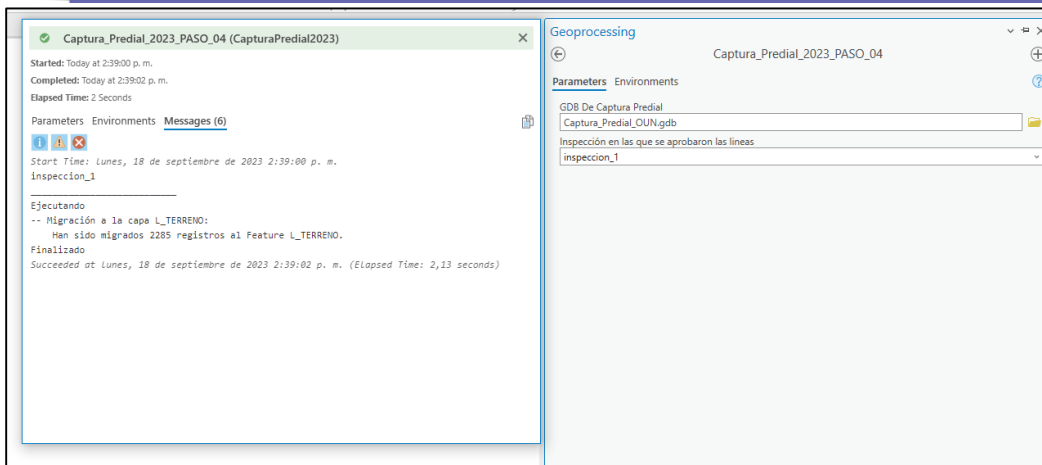 Captura_Predial_2023_PASO_04 (CapturaPredial2023)
Started: Today at 2:39:00 p. m.
Completed: Today at 2:39:02 p. m.
Elapsed Time: 2 Seconds
Parameters Environments Messages (6)
Start Time: lunes, 18 de septiembre de 2023 2:39:00 p. m.
inspeccion_1
Ejecutando
-- Migración a la capa L_TERRENO:
Han sido migrados 2285 registros al Feature L_TERRENO.
Finalizado
Succeeded at lunes, 18 de septiembre de 2023 2:39:02 p. m. (Elapsed Time: 2,13 seconds)
Geoprocessing
Captura_Predial_2023_PASO_04
Parameters Environments
GDB De Captura Predial
Captura_Predial_OUN.gdb
Inspección en las que se aprobaron las lineas
inspeccion_1